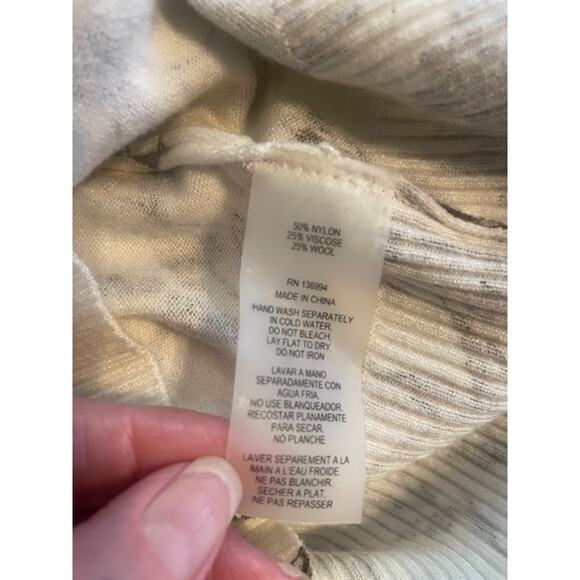 50% NYLON
25% VISCOSE
25% WOOL
RN 136994
MADE IN CHINA
HAND WASH SEPARATELY
IN COLD WATER,
DO NOT BLEACH,
LAY FLAT TO DRY,
DO NOT IRON
LAVAR A MANO
SEPARADAMENTE CON
AGUA FRIA,
NO USE BLANQUEADOR,
RECOSTAR PLANAMENTE
PARA SECAR.
NO PLANCHE
LAVER SEPAREMENT A LA
MAIN A L'EAU FROIDE.
NE PAS BLANCHIR.
SECHER A PLAT.
NE PAS REPASSER